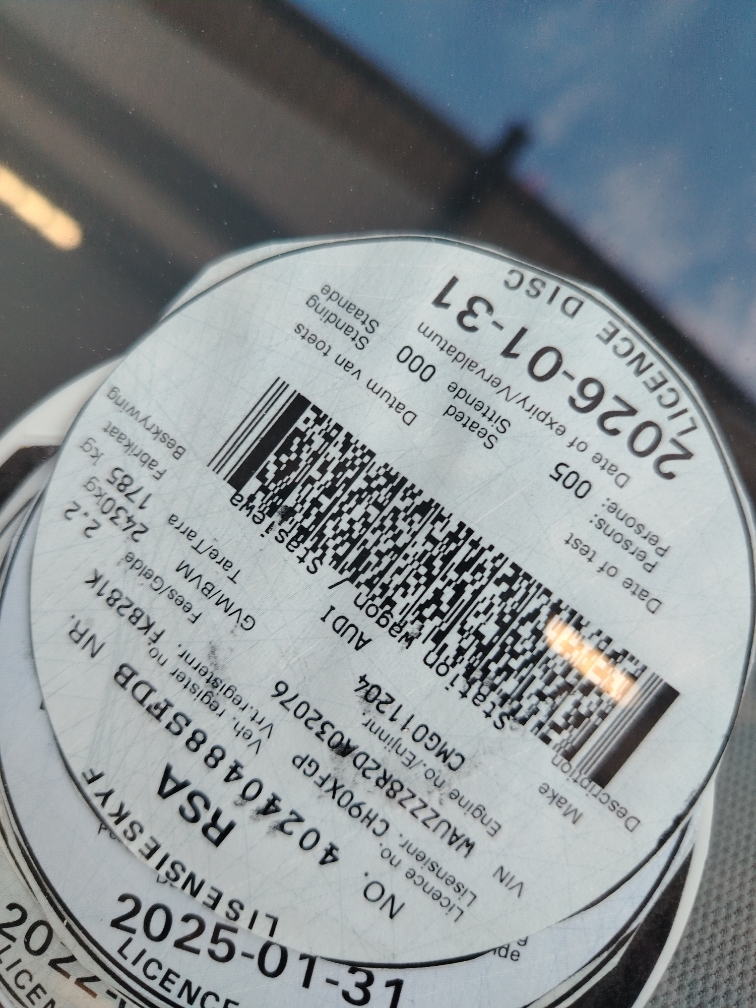 RSA
LISENSIESKYF
NO. 40240488SFDB NR.
Licence no.
Lisensienr. CH90XFGP
Veh. register no.
Vrt.registernr. FKB281K
VIN WAUZZZ8R2DA032076
Engine no./Enjinnr. CMG011204
Fees/Gelde 2.2
GVM/BVM 2430kg
Tare/Tarra 1785 kg
Make AUDI Fabrikaat
Description Station wagon / Stasiewa Beskrywing
Persons:
Persone: 005
Seated
Sittende 000
Standing
Staande
Date of test
Datum van toets
Date of expiry/Vervaldatum
2026-01-31
LICENCE DISC
2025-01-31
LICENCE